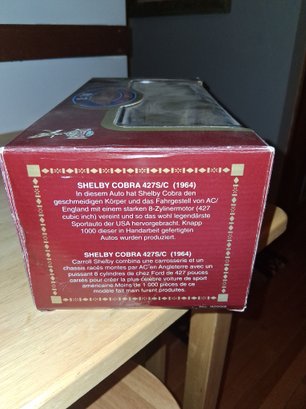 SHELBY COBRA 427S/C (1964)
In diesem Auto hat Shelby Cobra den
geschmeidigen Körper und das Fahrgestell von AC/
England mit einem starken 8-Zylinermotor (427
cubic inch) vereint und so das wohl legendärste
Sportauto der USA hervorgebracht. Knapp
1000 dieser in Handarbeit gefertigten
Autos wurden produziert.
SHELBY COBRA 427S/C (1964)
Carroll Shelby combina une carrosserie et un
chassis racés montés par AC en Angleterre avec un
puissant 8 cylindres de chez Ford de 427 pouces
carrés pour créer la plus célèbre voiture de sport
américaine. Moins de 1 000 pièces de ce
modèle fait main furent produites.